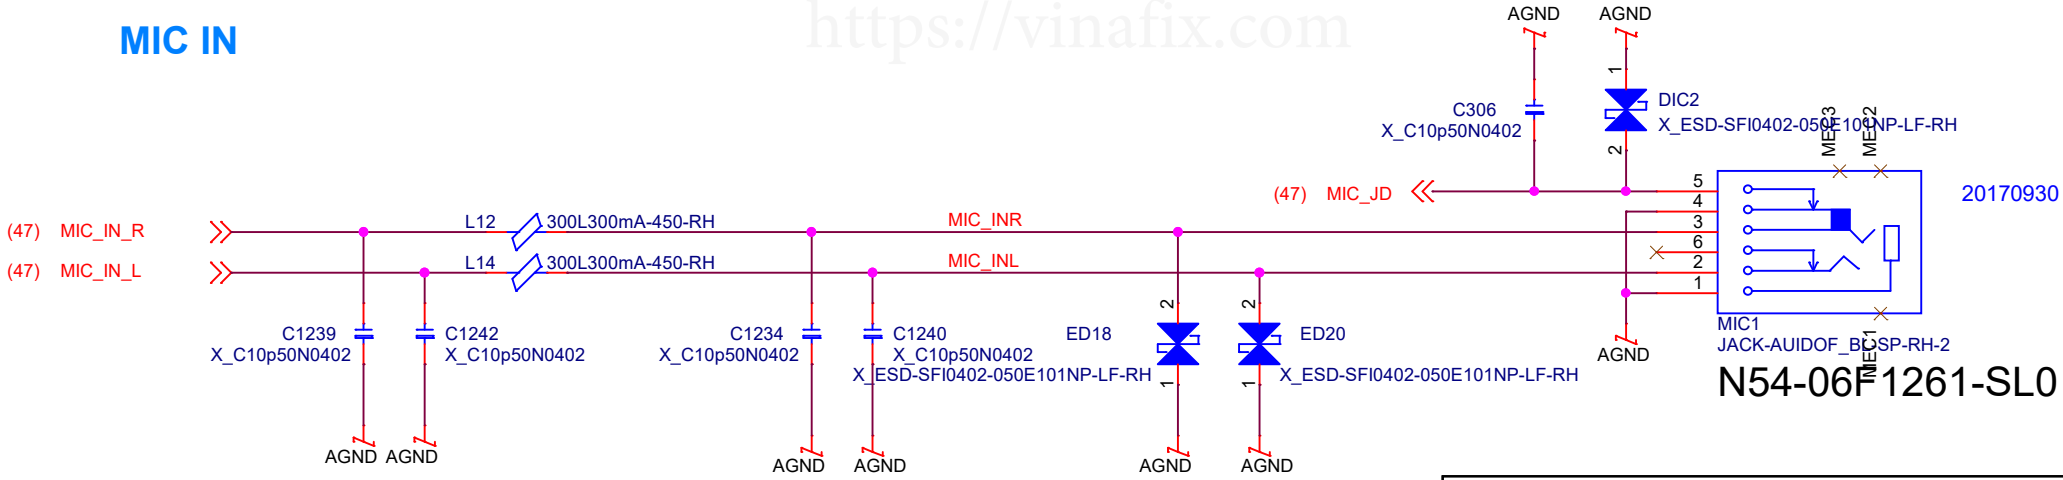 https://vinafix.com
MIC IN
AGND AGND
1
C306
X_C10p50N0402
DIC2
X_ESD-SFI0402-050E101NP-LF-RH
2
MEC3
MEC2
(47) MIC_JD
5
4
3
6
2
1
20170930
(47) MIC_IN_R
L12 300L300mA-450-RH
MIC_INR
(47) MIC_IN_L
L14 300L300mA-450-RH
MIC_INL
C1239
X_C10p50N0402
C1242
X_C10p50N0402
C1234
X_C10p50N0402
C1240
X_C10p50N0402
2
ED18
X_ESD-SFI0402-050E101NP-LF-RH
1
2
ED20
X_ESD-SFI0402-050E101NP-LF-RH
1
AGND
MIC1
JACK-AUIDOF_BL-SP-RH-2
MEC1
N54-06F1261-SL0
AGND AGND
AGND AGND
AGND AGND